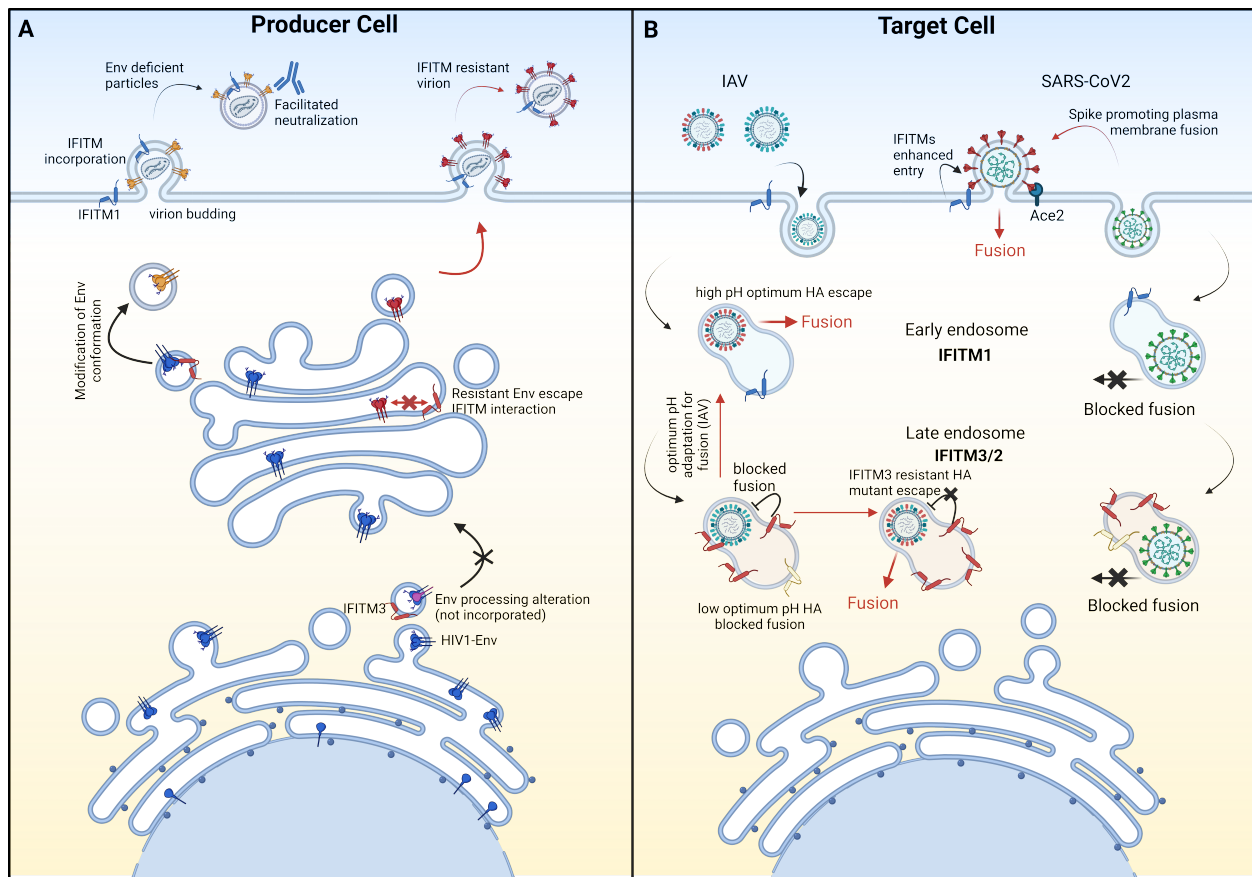 A
Producer Cell
Env deficient
particles
Facilitated
neutralization
IFITM resistant
virion
IFITM
incorporation
IFITM1
virion budding
Modification of Env
conformation
Resistant Env escape
IFITM interaction
IFITM3
Env processing alteration
(not incorporated)
HIV1-Env
B
Target Cell
IAV
SARS-CoV2
Spike promoting plasma
membrane fusion
IFITMs
enhanced
entry
Ace2
Fusion
high pH optimum HA escape
Fusion
Early endosome
IFITM1
Blocked fusion
optimum pH
adaptation for
fusion (IAV)
Late endosome
IFITM3/2
blocked
fusion
IFITM3 resistant HA
mutant escape
Fusion
low optimum pH HA
blocked fusion
Blocked fusion